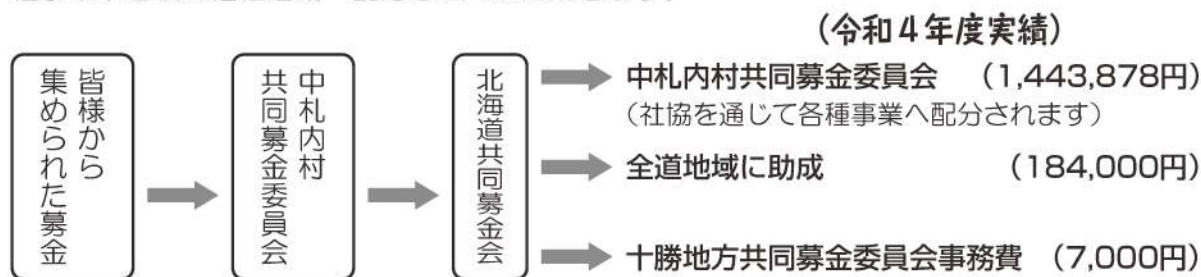 (令和4年度実績)
皆様から
集められた募金
中札内村
共同募金委員会
北海道共同募金会
中札内村共同募金委員会 (1,443,878円)
(社協を通じて各種事業へ配分されます)
全道地域に助成 (184,000円)
十勝地方共同募金委員会事務費 (7,000円)